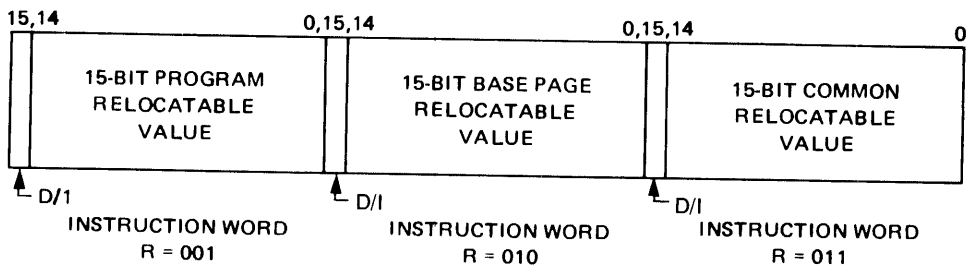 15,14 0,15,14 0,15,14 0
15-BIT PROGRAM
RELOCATABLE
VALUE
15-BIT BASE PAGE
RELOCATABLE
VALUE
15-BIT COMMON
RELOCATABLE
VALUE
D/1
D/I
D/I
INSTRUCTION WORD
R = 001
INSTRUCTION WORD
R = 010
INSTRUCTION WORD
R = 011